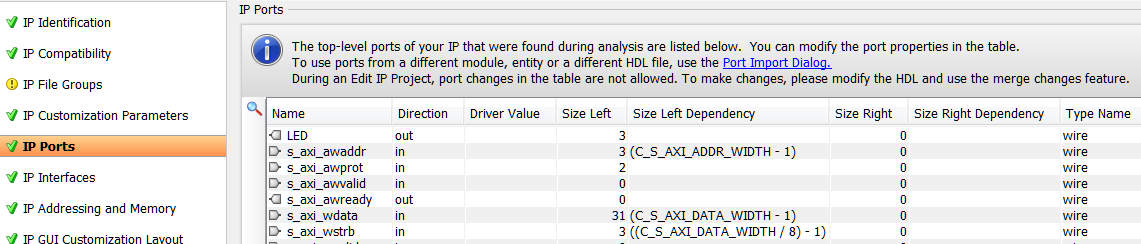 IP Identification
IP Compatibility
IP File Groups
IP Customization Parameters
IP Ports
IP Interfaces
IP Addressing and Memory
IP GUI Customization Layout
IP Ports
The top-level ports of your IP that were found during analysis are listed below. You can modify the port properties in the table.
To use ports from a different module, entity or a different HDL file, use the Port Import Dialog.
During an Edit IP Project, port changes in the table are not allowed. To make changes, please modify the HDL and use the merge changes feature.
Name Direction Driver Value Size Left Size Left Dependency Size Right Size Right Dependency Type Name
LED out 3 0 wire
s_axi_awaddr in 3 (C_S_AXI_ADDR_WIDTH - 1) 0 wire
s_axi_awprot in 2 0 wire
s_axi_awvalid in 0 0 wire
s_axi_awready out 0 0 wire
s_axi_wdata in 31 (C_S_AXI_DATA_WIDTH - 1) 0 wire
s_axi_wstrb in 3 ((C_S_AXI_DATA_WIDTH / 8) - 1) 0 wire